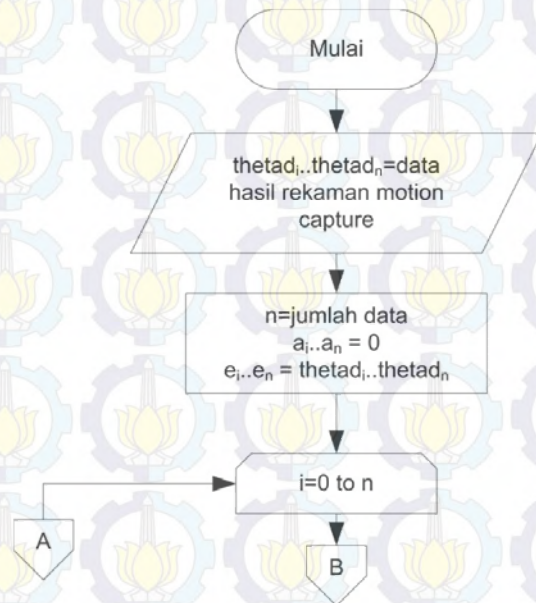 Mulai
thetadᵢ..thetadₙ=data
hasil rekaman motion
capture
n=jumlah data
aᵢ..aₙ = 0
eᵢ..eₙ = thetadᵢ..thetadₙ
i=0 to n
A
B